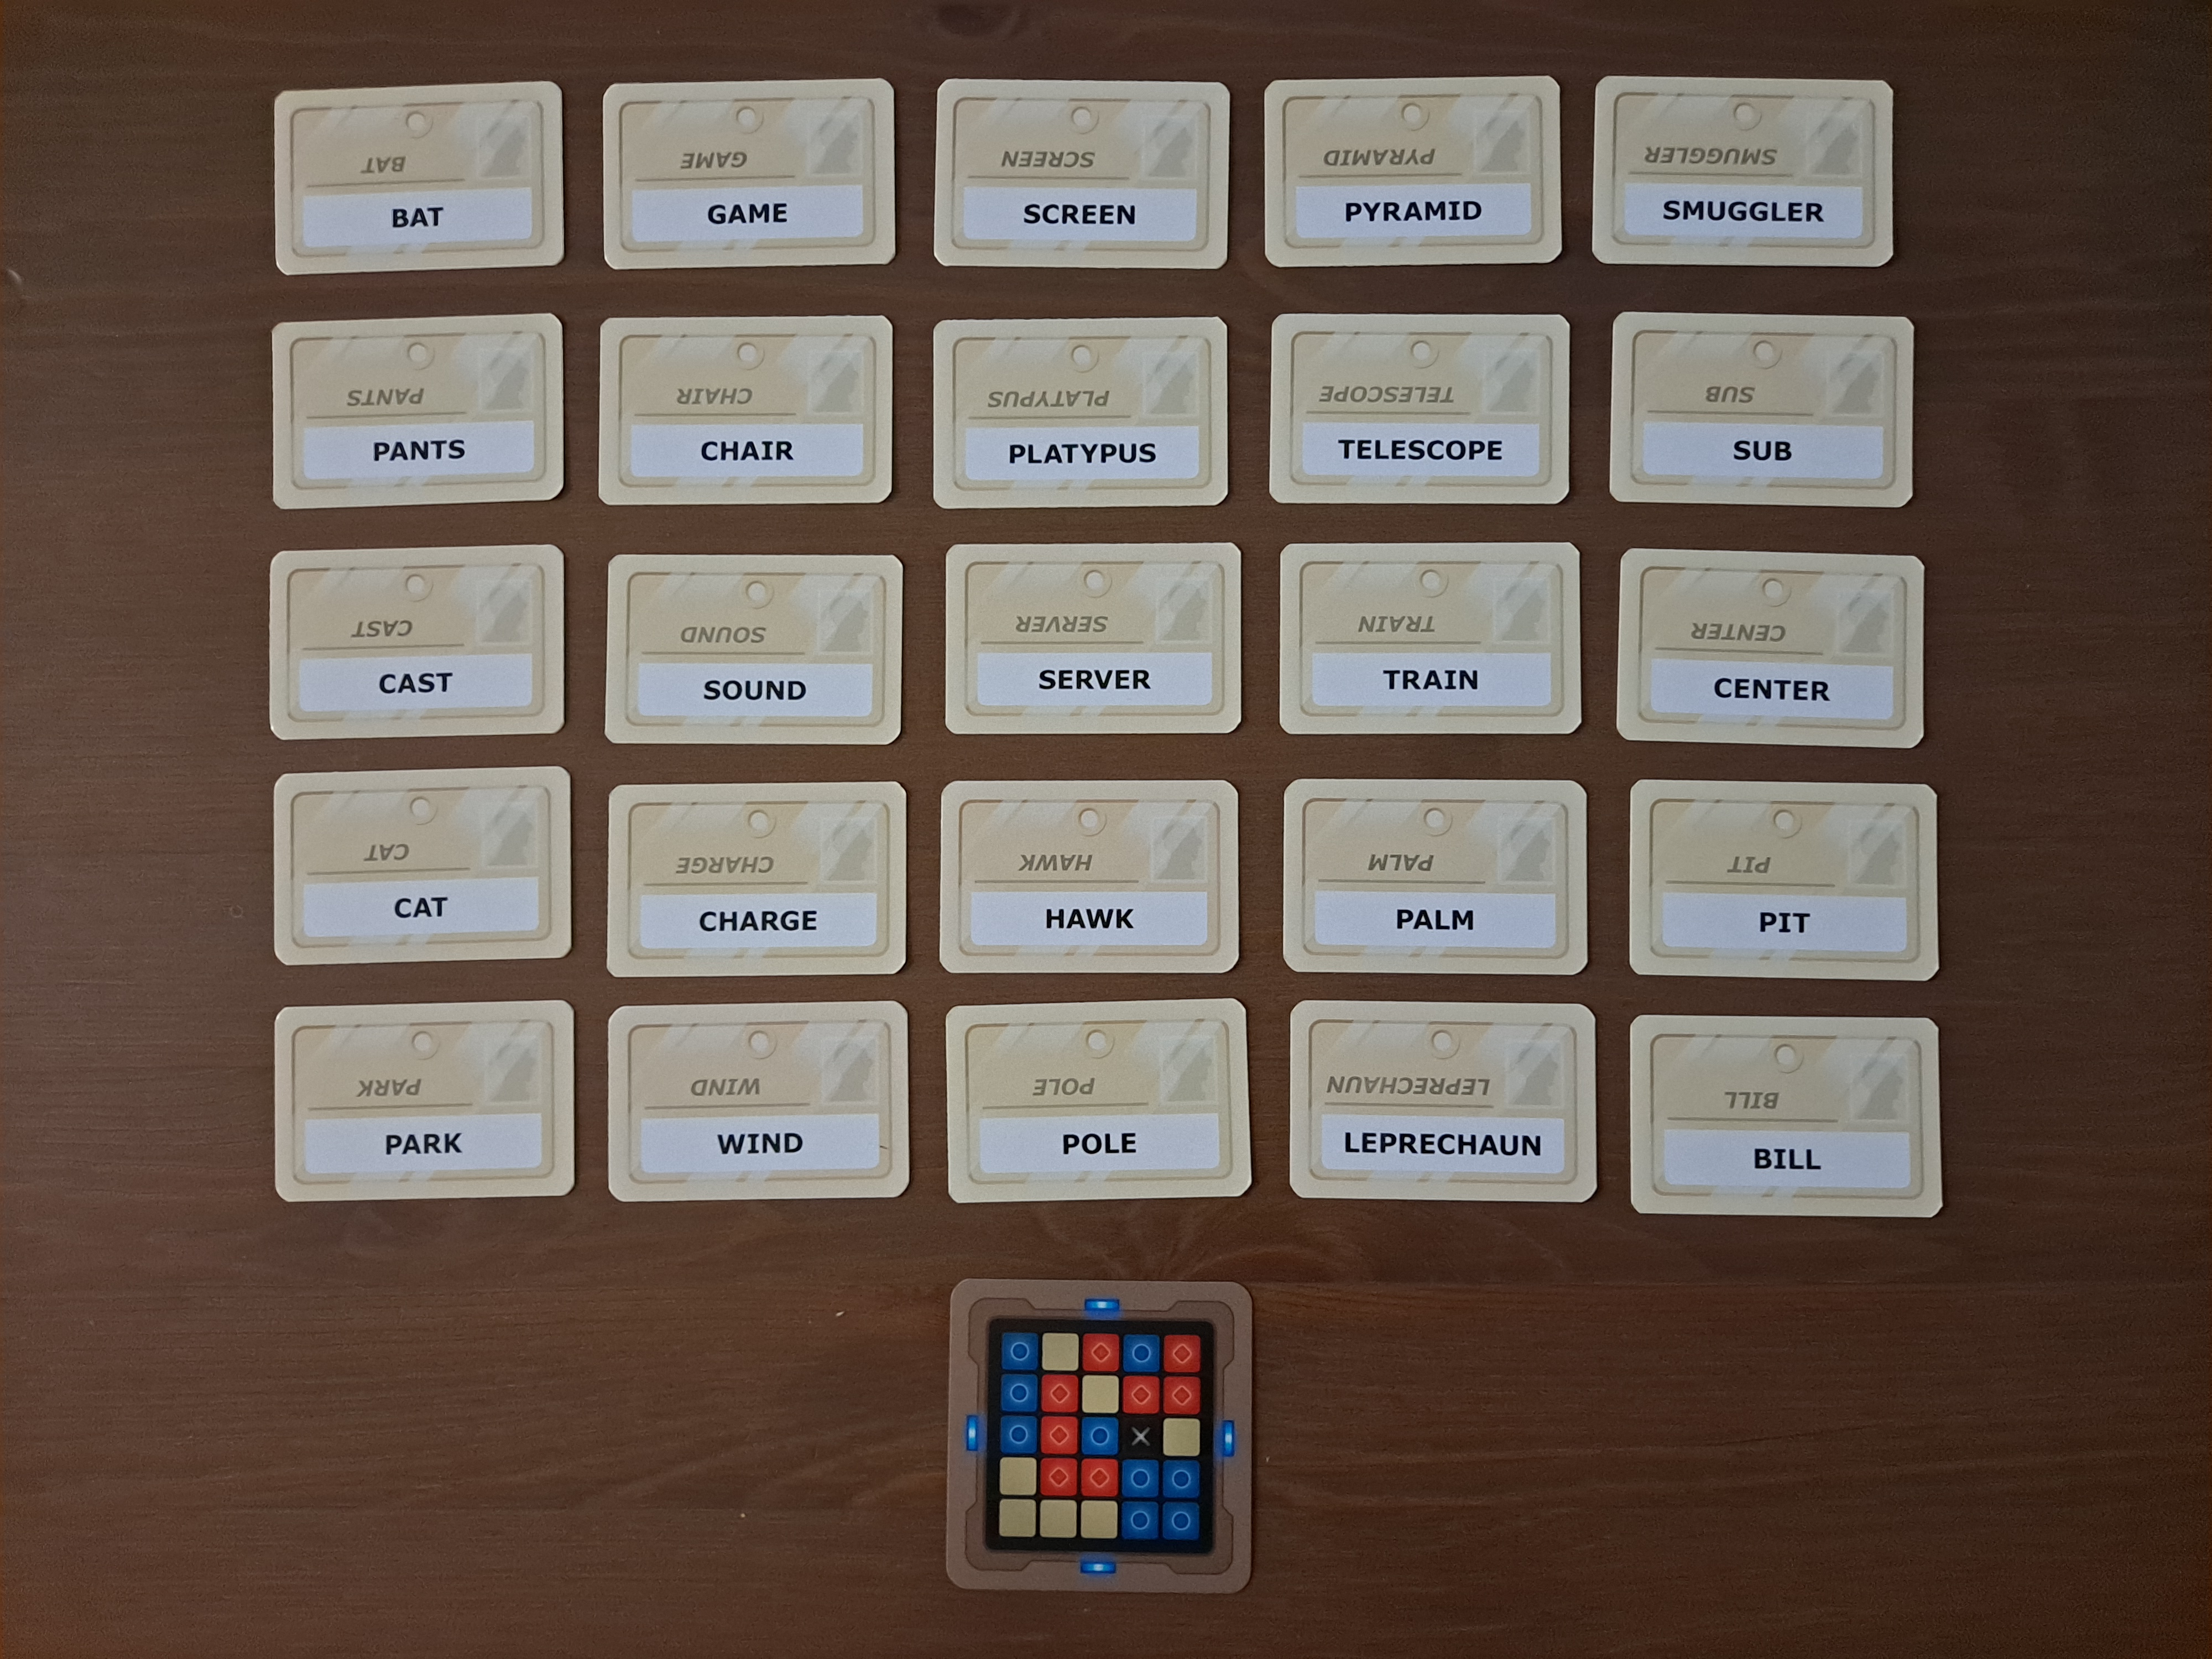 BAT
BAT
GAME
GAME
SCREEN
SCREEN
PYRAMID
PYRAMID
SMUGGLER
SMUGGLER
PANTS
PANTS
CHAIR
CHAIR
PLATYPUS
PLATYPUS
TELESCOPE
TELESCOPE
SUB
SUB
CAST
CAST
SOUND
SOUND
SERVER
SERVER
TRAIN
TRAIN
CENTER
CENTER
CAT
CAT
CHARGE
CHARGE
HAWK
HAWK
PALM
PALM
PIT
PIT
PARK
PARK
WIND
WIND
POLE
POLE
LEPRECHAUN
LEPRECHAUN
BILL
BILL